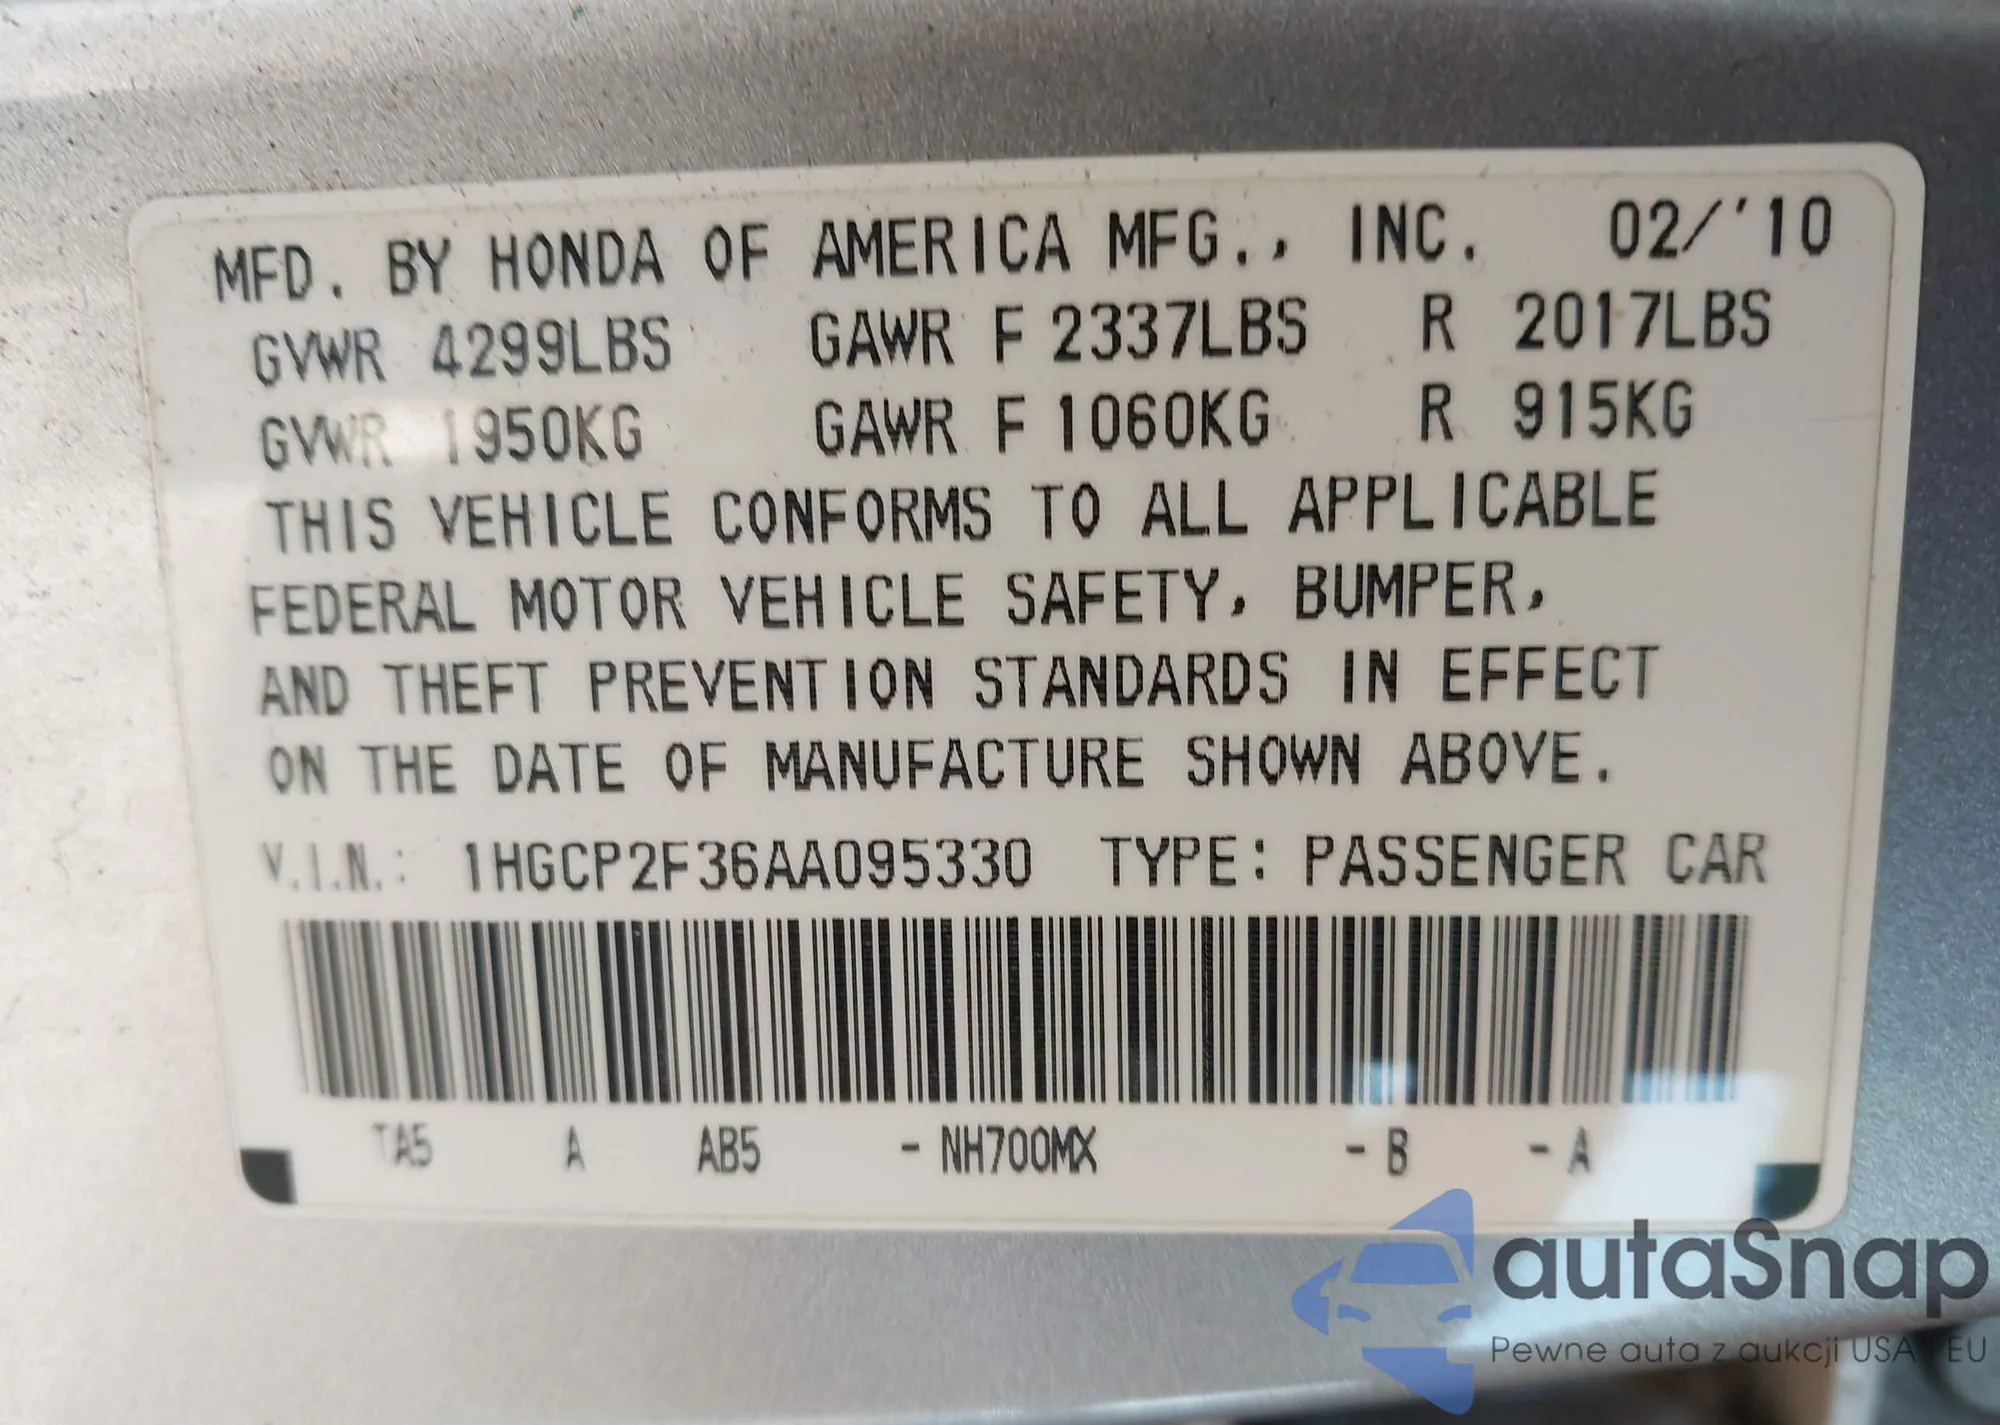 MFD. BY HONDA OF AMERICA MFG., INC. 02/'10
GVWR 4299LBS GAWR F 2337LBS R 2017LBS
GVWR 1950KG GAWR F 1060KG R 915KG
THIS VEHICLE CONFORMS TO ALL APPLICABLE
FEDERAL MOTOR VEHICLE SAFETY, BUMPER,
AND THEFT PREVENTION STANDARDS IN EFFECT
ON THE DATE OF MANUFACTURE SHOWN ABOVE.
V.I.N.: 1HGCP2F36AA095330 TYPE: PASSENGER CAR
TA5 A AB5 - NH700MX - B - A
autaSnap
Pewne auta z aukcji USA i EU